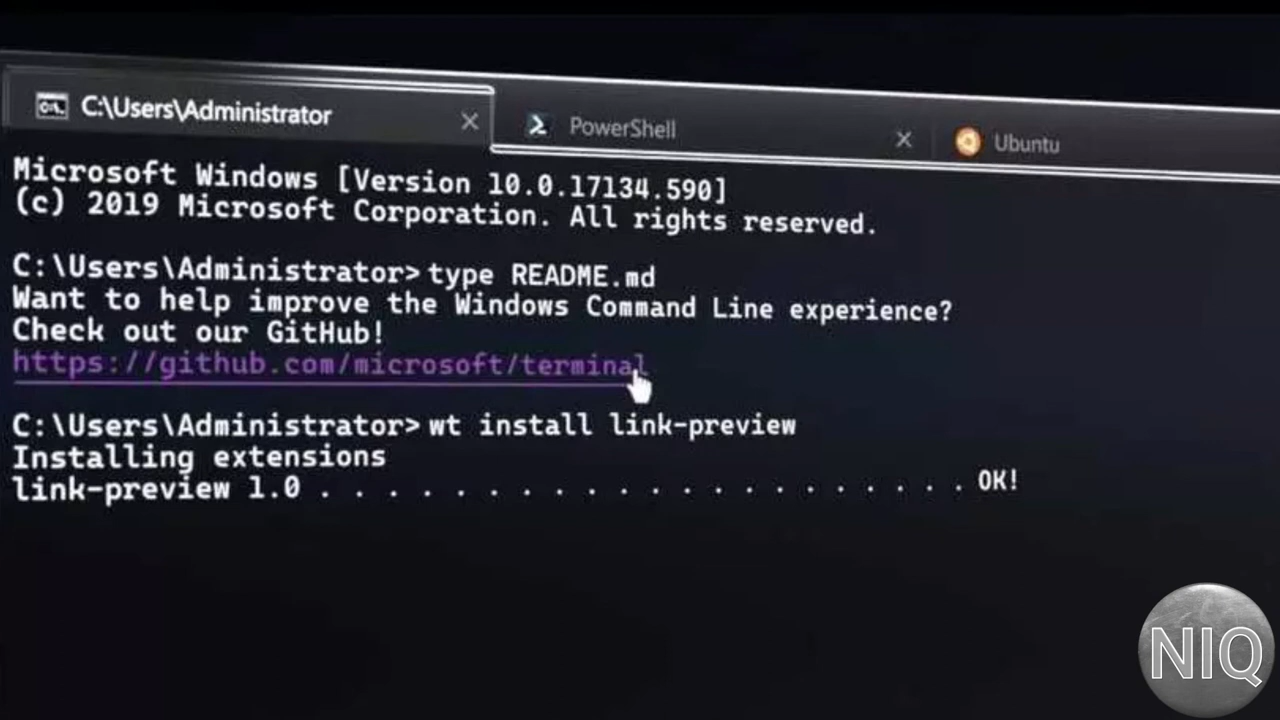 C:\Users\Administrator
PowerShell
Ubuntu
Microsoft Windows [Version 10.0.17134.590]
(c) 2019 Microsoft Corporation. All rights reserved.
C:\Users\Administrator>type README.md
Want to help improve the Windows Command Line experience?
Check out our GitHub!
https://github.com/microsoft/terminal
C:\Users\Administrator>wt install link-preview
Installing extensions
link-preview 1.0 . . . . . . . . . . . . . . . . . . . . . . . . OK!
NIQ